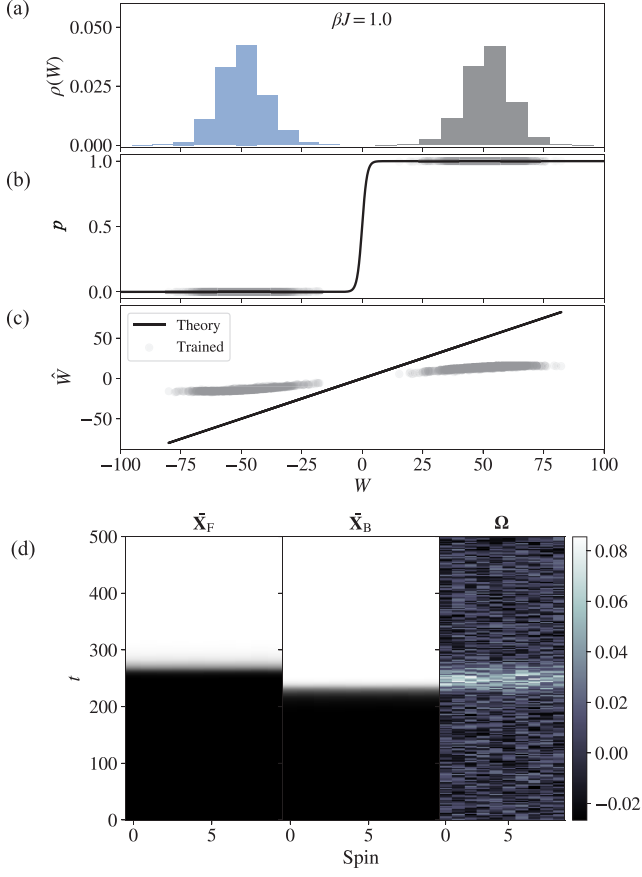 (a)
βJ = 1.0
0.050
0.025
0.000
ρ(W)
(b)
1.0
0.5
0.0
p
(c)
Theory
Trained
50
0
−50
Ŵ
−100 −75 −50 −25 0 25 50 75 100
W
(d)
X̄F X̄B Ω
500
400
300
200
100
0
t
0 5 0 5 0 5
Spin
0.08
0.06
0.04
0.02
0.00
−0.02